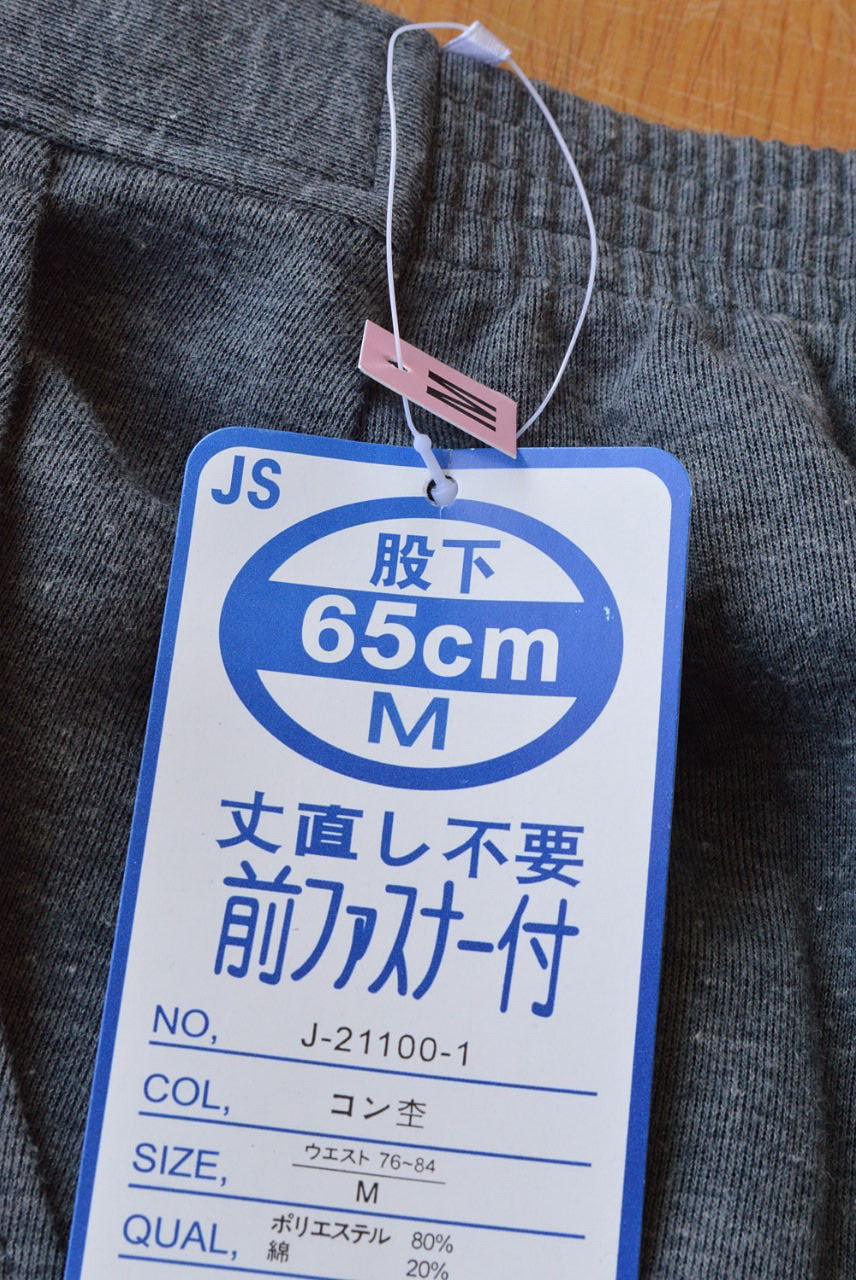 M
JS
股下
65cm
M
丈直し不要
前ファスナー付
NO, J-21100-1
COL, コン杢
SIZE, ウエスト 76~84
M
QUAL, ポリエステル 80%
綿 20%